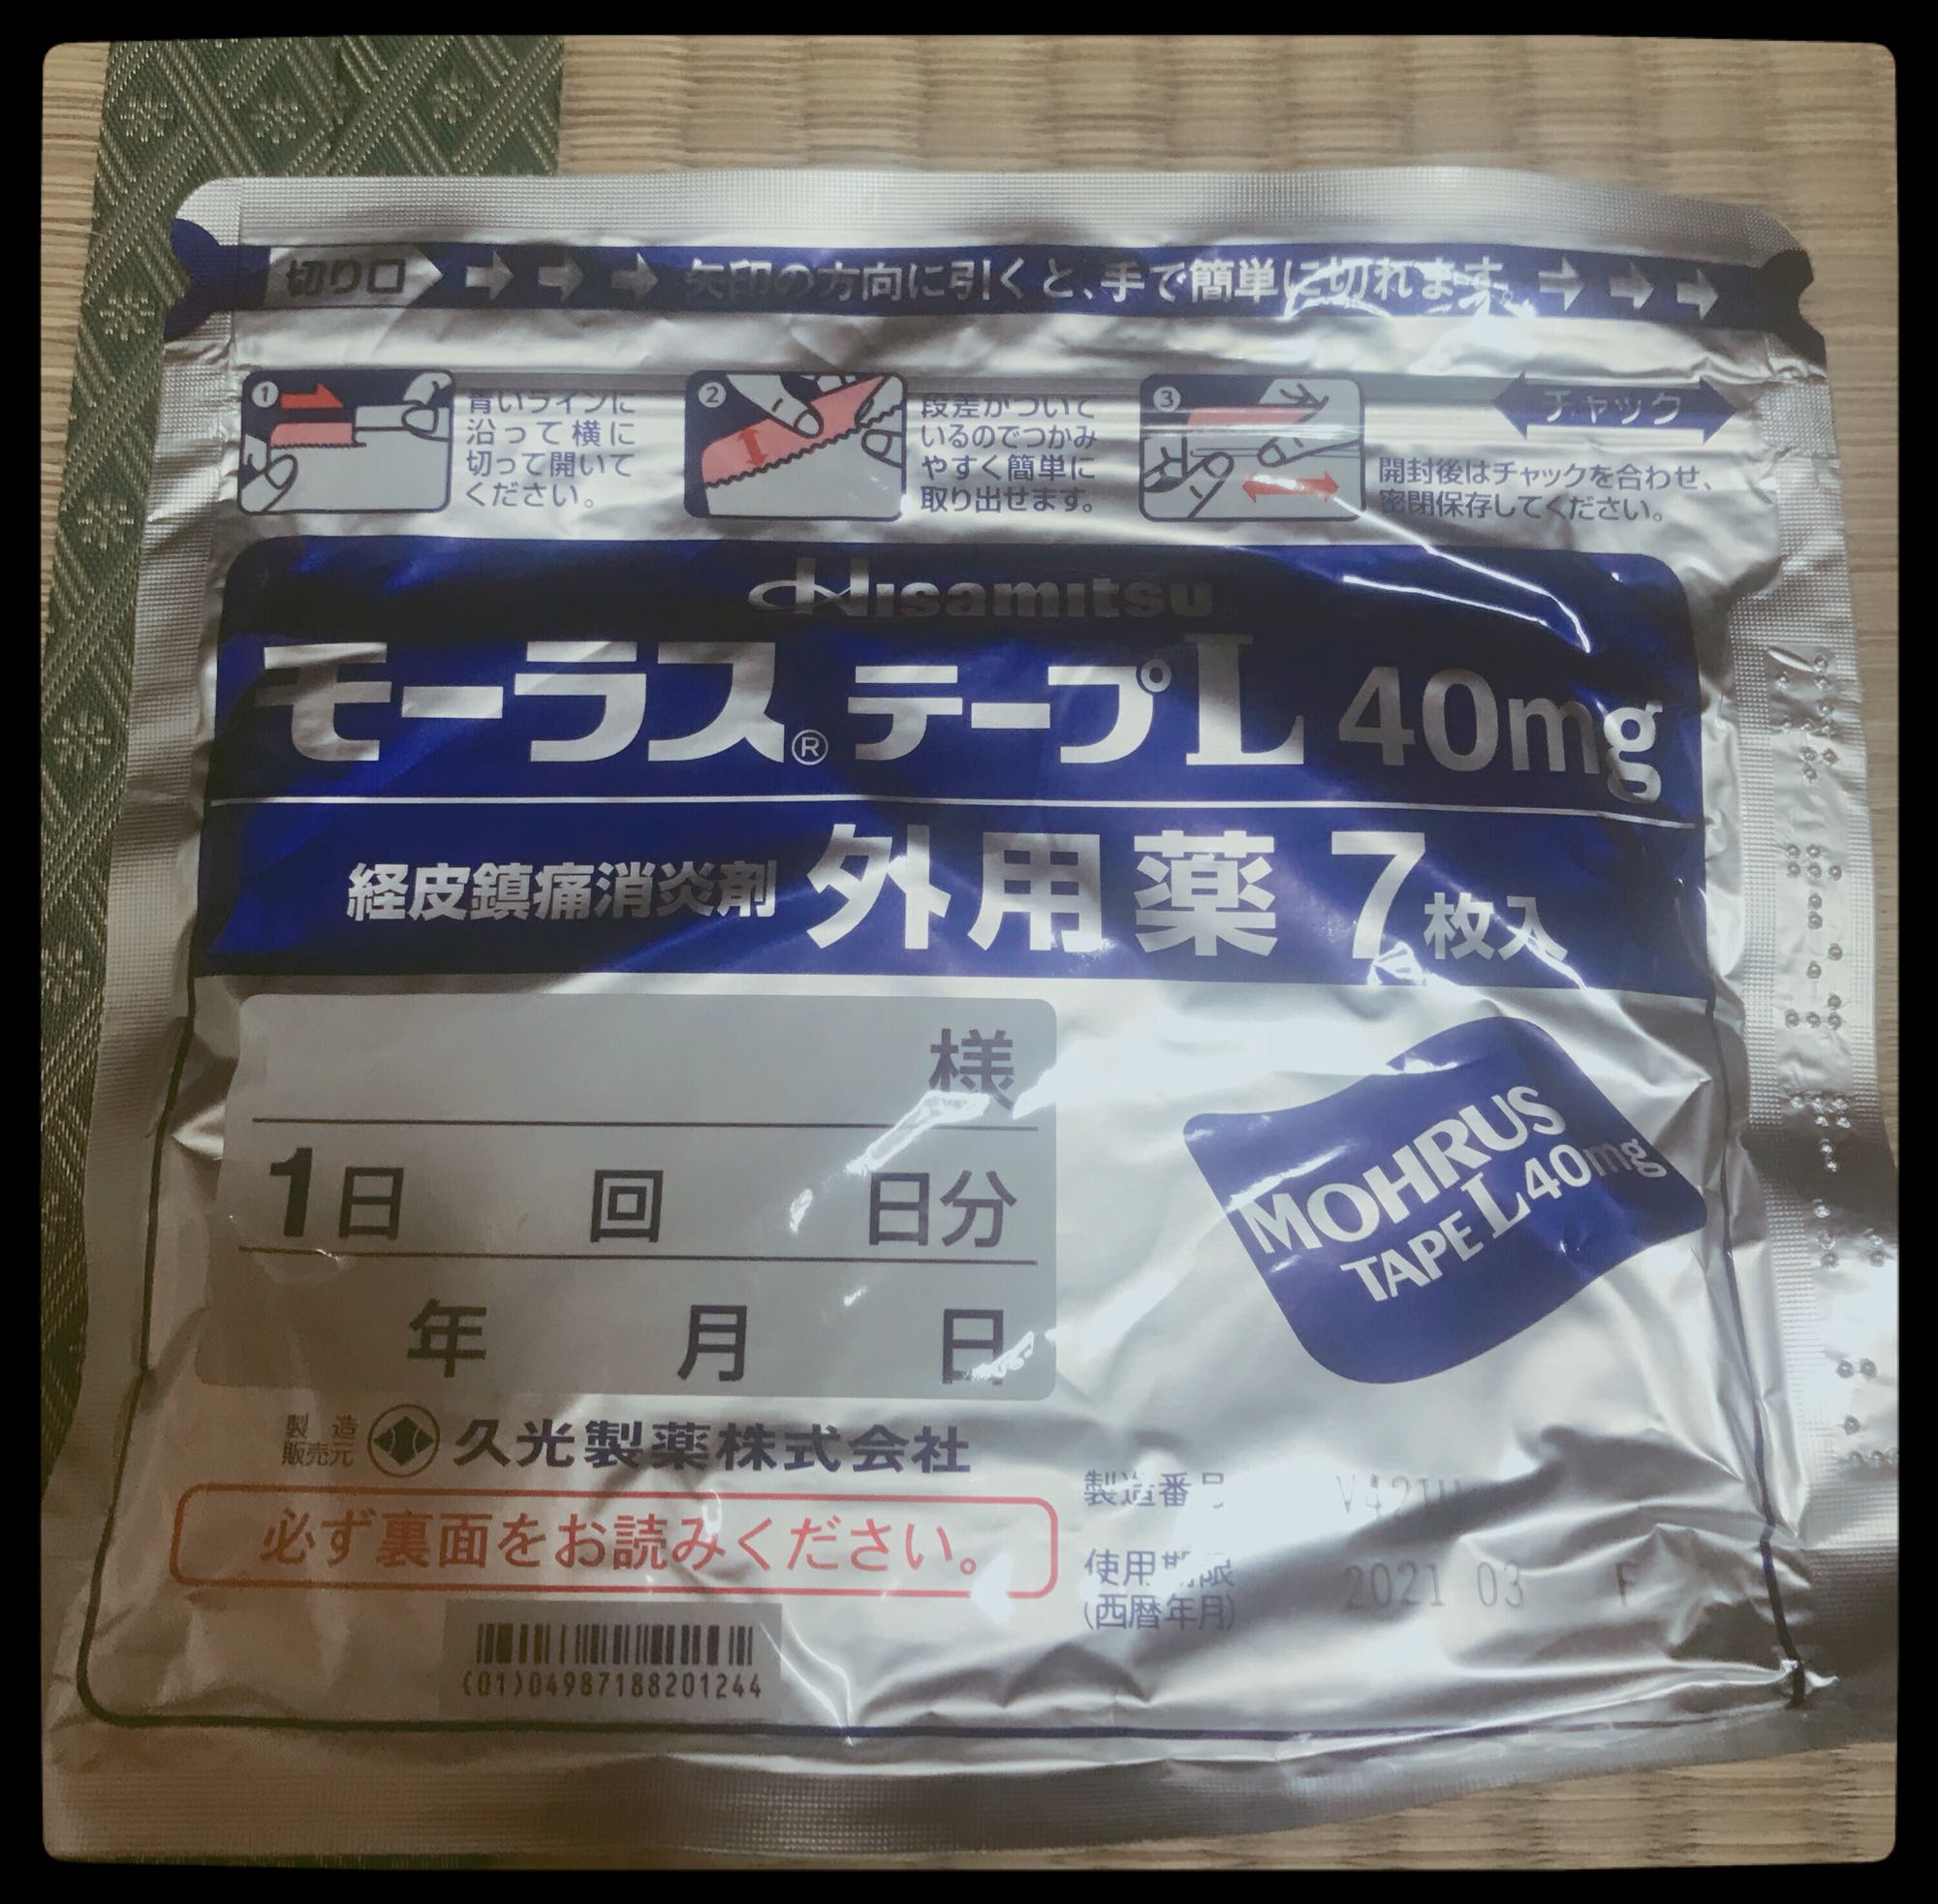 切り口 矢印の方向に引くと、手で簡単に切れます。
① 青いラインに
沿って横に
切って開いて
ください。
② 段差がついて
いるのでつかみ
やすく簡単に
取り出せます。
③ チャック
開封後はチャックを合わせ、
密閉保存してください。
Hisamitsu
モーラス®テープL 40mg
経皮鎮痛消炎剤 外用薬 7枚入
様
1日 回 日分
年 月 日
MOHRUS
TAPE L 40mg
製造
販売元 久光製薬株式会社
必ず裏面をお読みください。
製造番号
使用期限 2021 03 F
(西暦年月)
(01)04987188201244